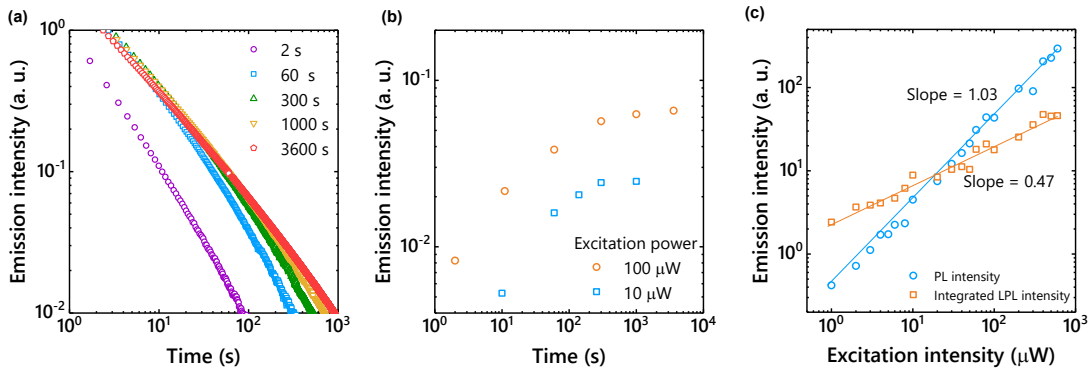 (a)
Emission intensity (a. u.)
10⁰
10⁻¹
10⁻²
2 s
60 s
300 s
1000 s
3600 s
10⁰ 10¹ 10² 10³
Time (s)
(b)
Emission intensity (a. u.)
10⁻¹
10⁻²
Excitation power
100 μW
10 μW
10⁰ 10¹ 10² 10³ 10⁴
Time (s)
(c)
Emission intensity (a. u.)
10²
10¹
10⁰
Slope = 1.03
Slope = 0.47
PL intensity
Integrated LPL intensity
10⁰ 10¹ 10² 10³
Excitation intensity (μW)